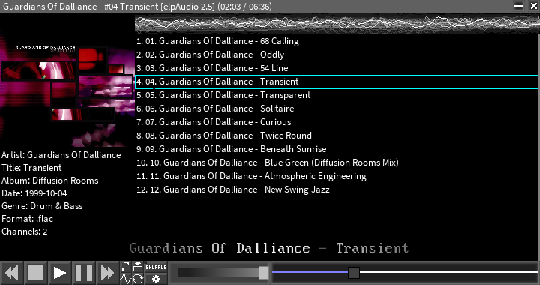 Guardians Of Dalliance - #04 Transient [clpAudio 2.5] (02:03 / 06:36)
GUARDIANS OF DALLIANCE
1. 01. Guardians Of Dalliance - 68 Calling
2. 02. Guardians Of Dalliance - Oddly
3. 03. Guardians Of Dalliance - 54 Line
4. 04. Guardians Of Dalliance - Transient
5. 05. Guardians Of Dalliance - Transparent
6. 06. Guardians Of Dalliance - Solitaire
7. 07. Guardians Of Dalliance - Curious
8. 08. Guardians Of Dalliance - Twice Round
9. 09. Guardians Of Dalliance - Beneath Sunrise
10. 10. Guardians Of Dalliance - Blue Green (Diffusion Rooms Mix)
11. 11. Guardians Of Dalliance - Atmospheric Engineering
12. 12. Guardians Of Dalliance - New Swing Jazz
Artist: Guardians Of Dalliance
Title: Transient
Album: Diffusion Rooms
Date: 1999-10-04
Genre: Drum & Bass
Format: .flac
Channels: 2
Guardians Of Dalliance - Transient
SHUFFLE